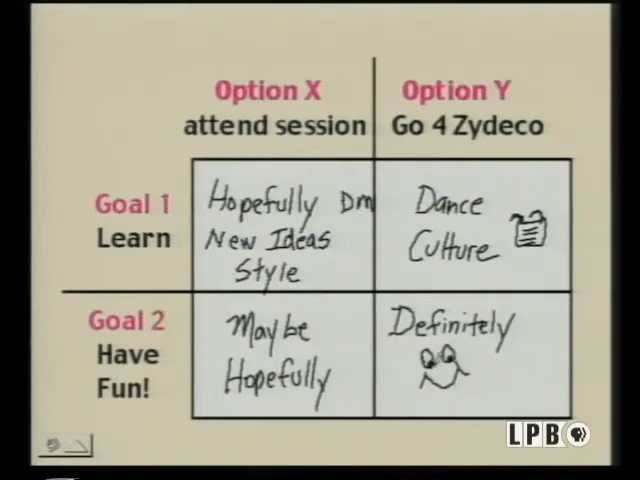 Option X
attend session
Option Y
Go 4 Zydeco
Goal 1
Learn
Hopefully Dm
New Ideas
Style
Dance
Culture
Goal 2
Have
Fun!
Maybe
Hopefully
Definitely
LPB